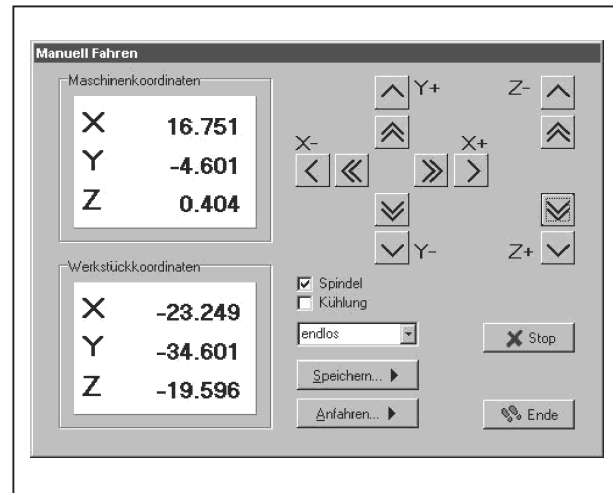 Manuell Fahren
Maschinenkoordinaten
X 16.751
Y -4.601
Z 0.404
Werkstückkoordinaten
X -23.249
Y -34.601
Z -19.596
Y+
X-
X+
Y-
Z-
Z+
Spindel
Kühlung
endlos
Speichern...
Anfahren...
Stop
Ende